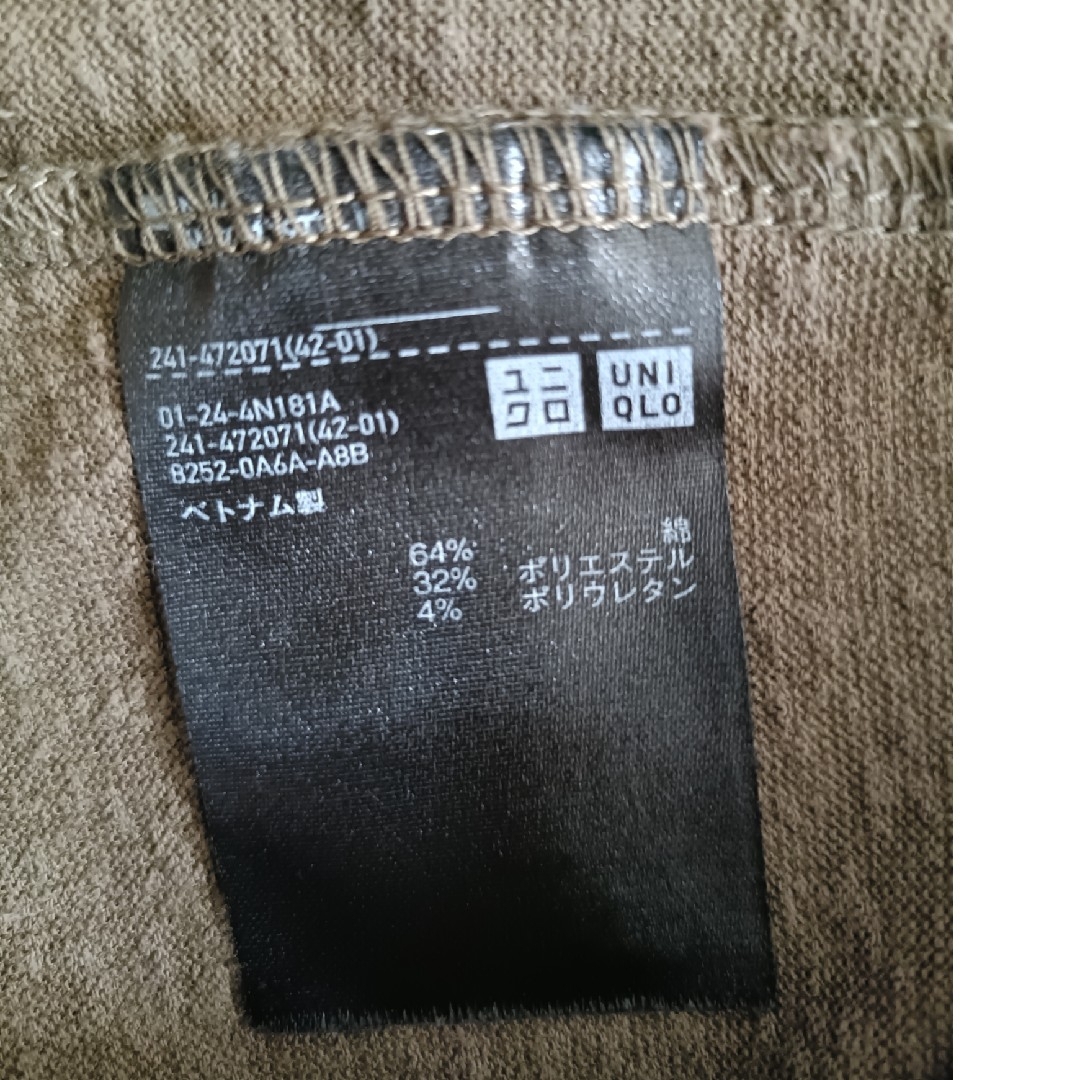 241-472071(42-01)
ユニ
クロ
UNI
QLO
01-24-4N181A
241-472071(42-01)
8252-0A6A-A8B
ベトナム製
64% 綿
32% ポリエステル
4% ポリウレタン